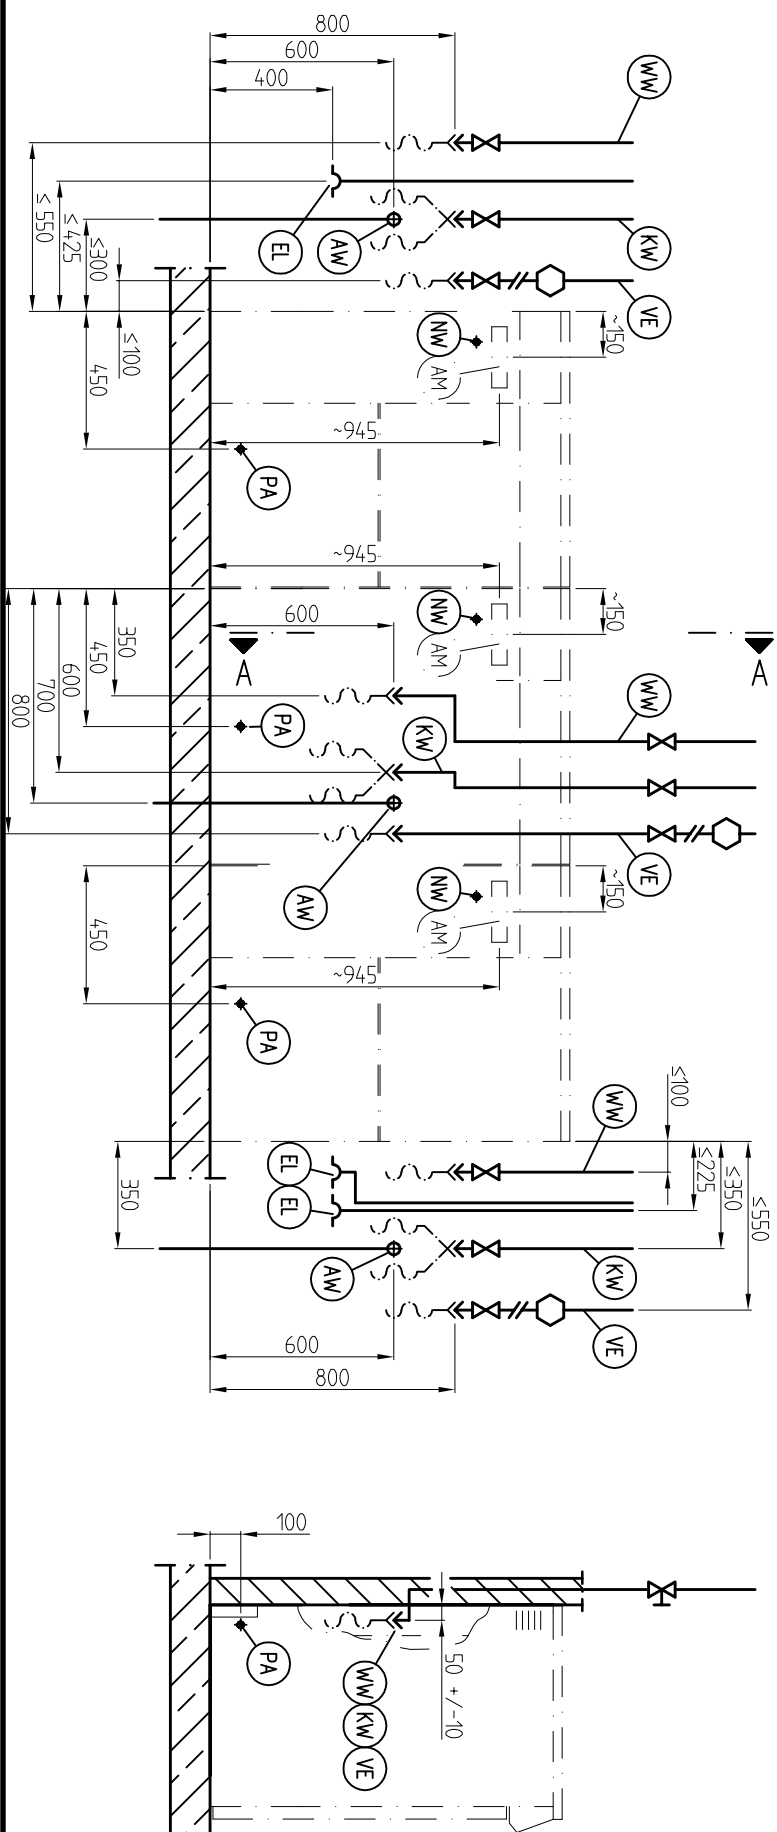 800
600
400
WW
KW
VE
EL
AW
≤ 550
≤425
≤300
≤100
450
NW
AM
~150
~945
PA
~945
~150
NW
AM
600
A
A
350
450
600
700
800
PA
WW
KW
VE
AW
~150
NW
AM
450
~945
PA
WW
≤100
≤225
≤350
≤550
EL
EL
350
AW
KW
VE
600
800
100
PA
50 +/-10
WW
KW
VE